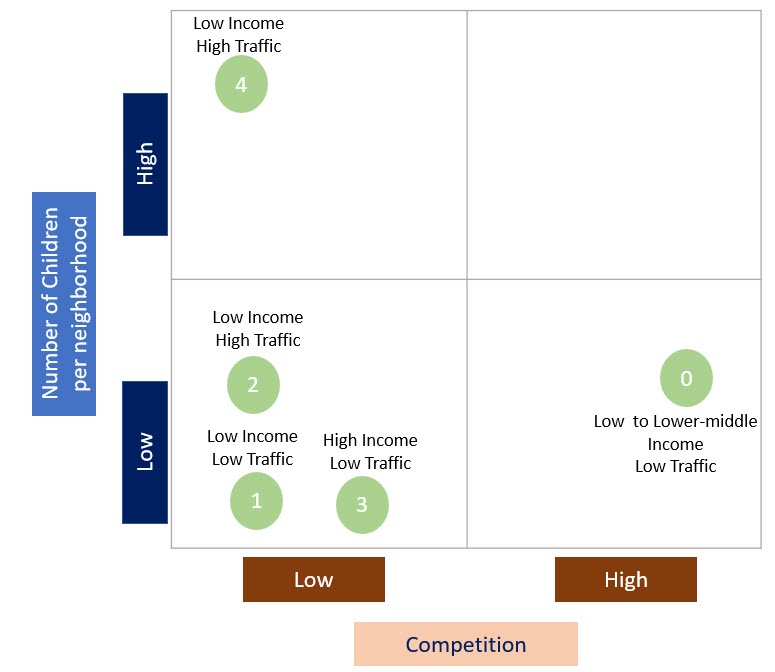 Low Income
High Traffic
4
High
Number of Children
per neighborhood
Low Income
High Traffic
2
0
Low to Lower-middle
Income
Low Traffic
Low Income
Low Traffic
1
High Income
Low Traffic
3
Low
Low
High
Competition